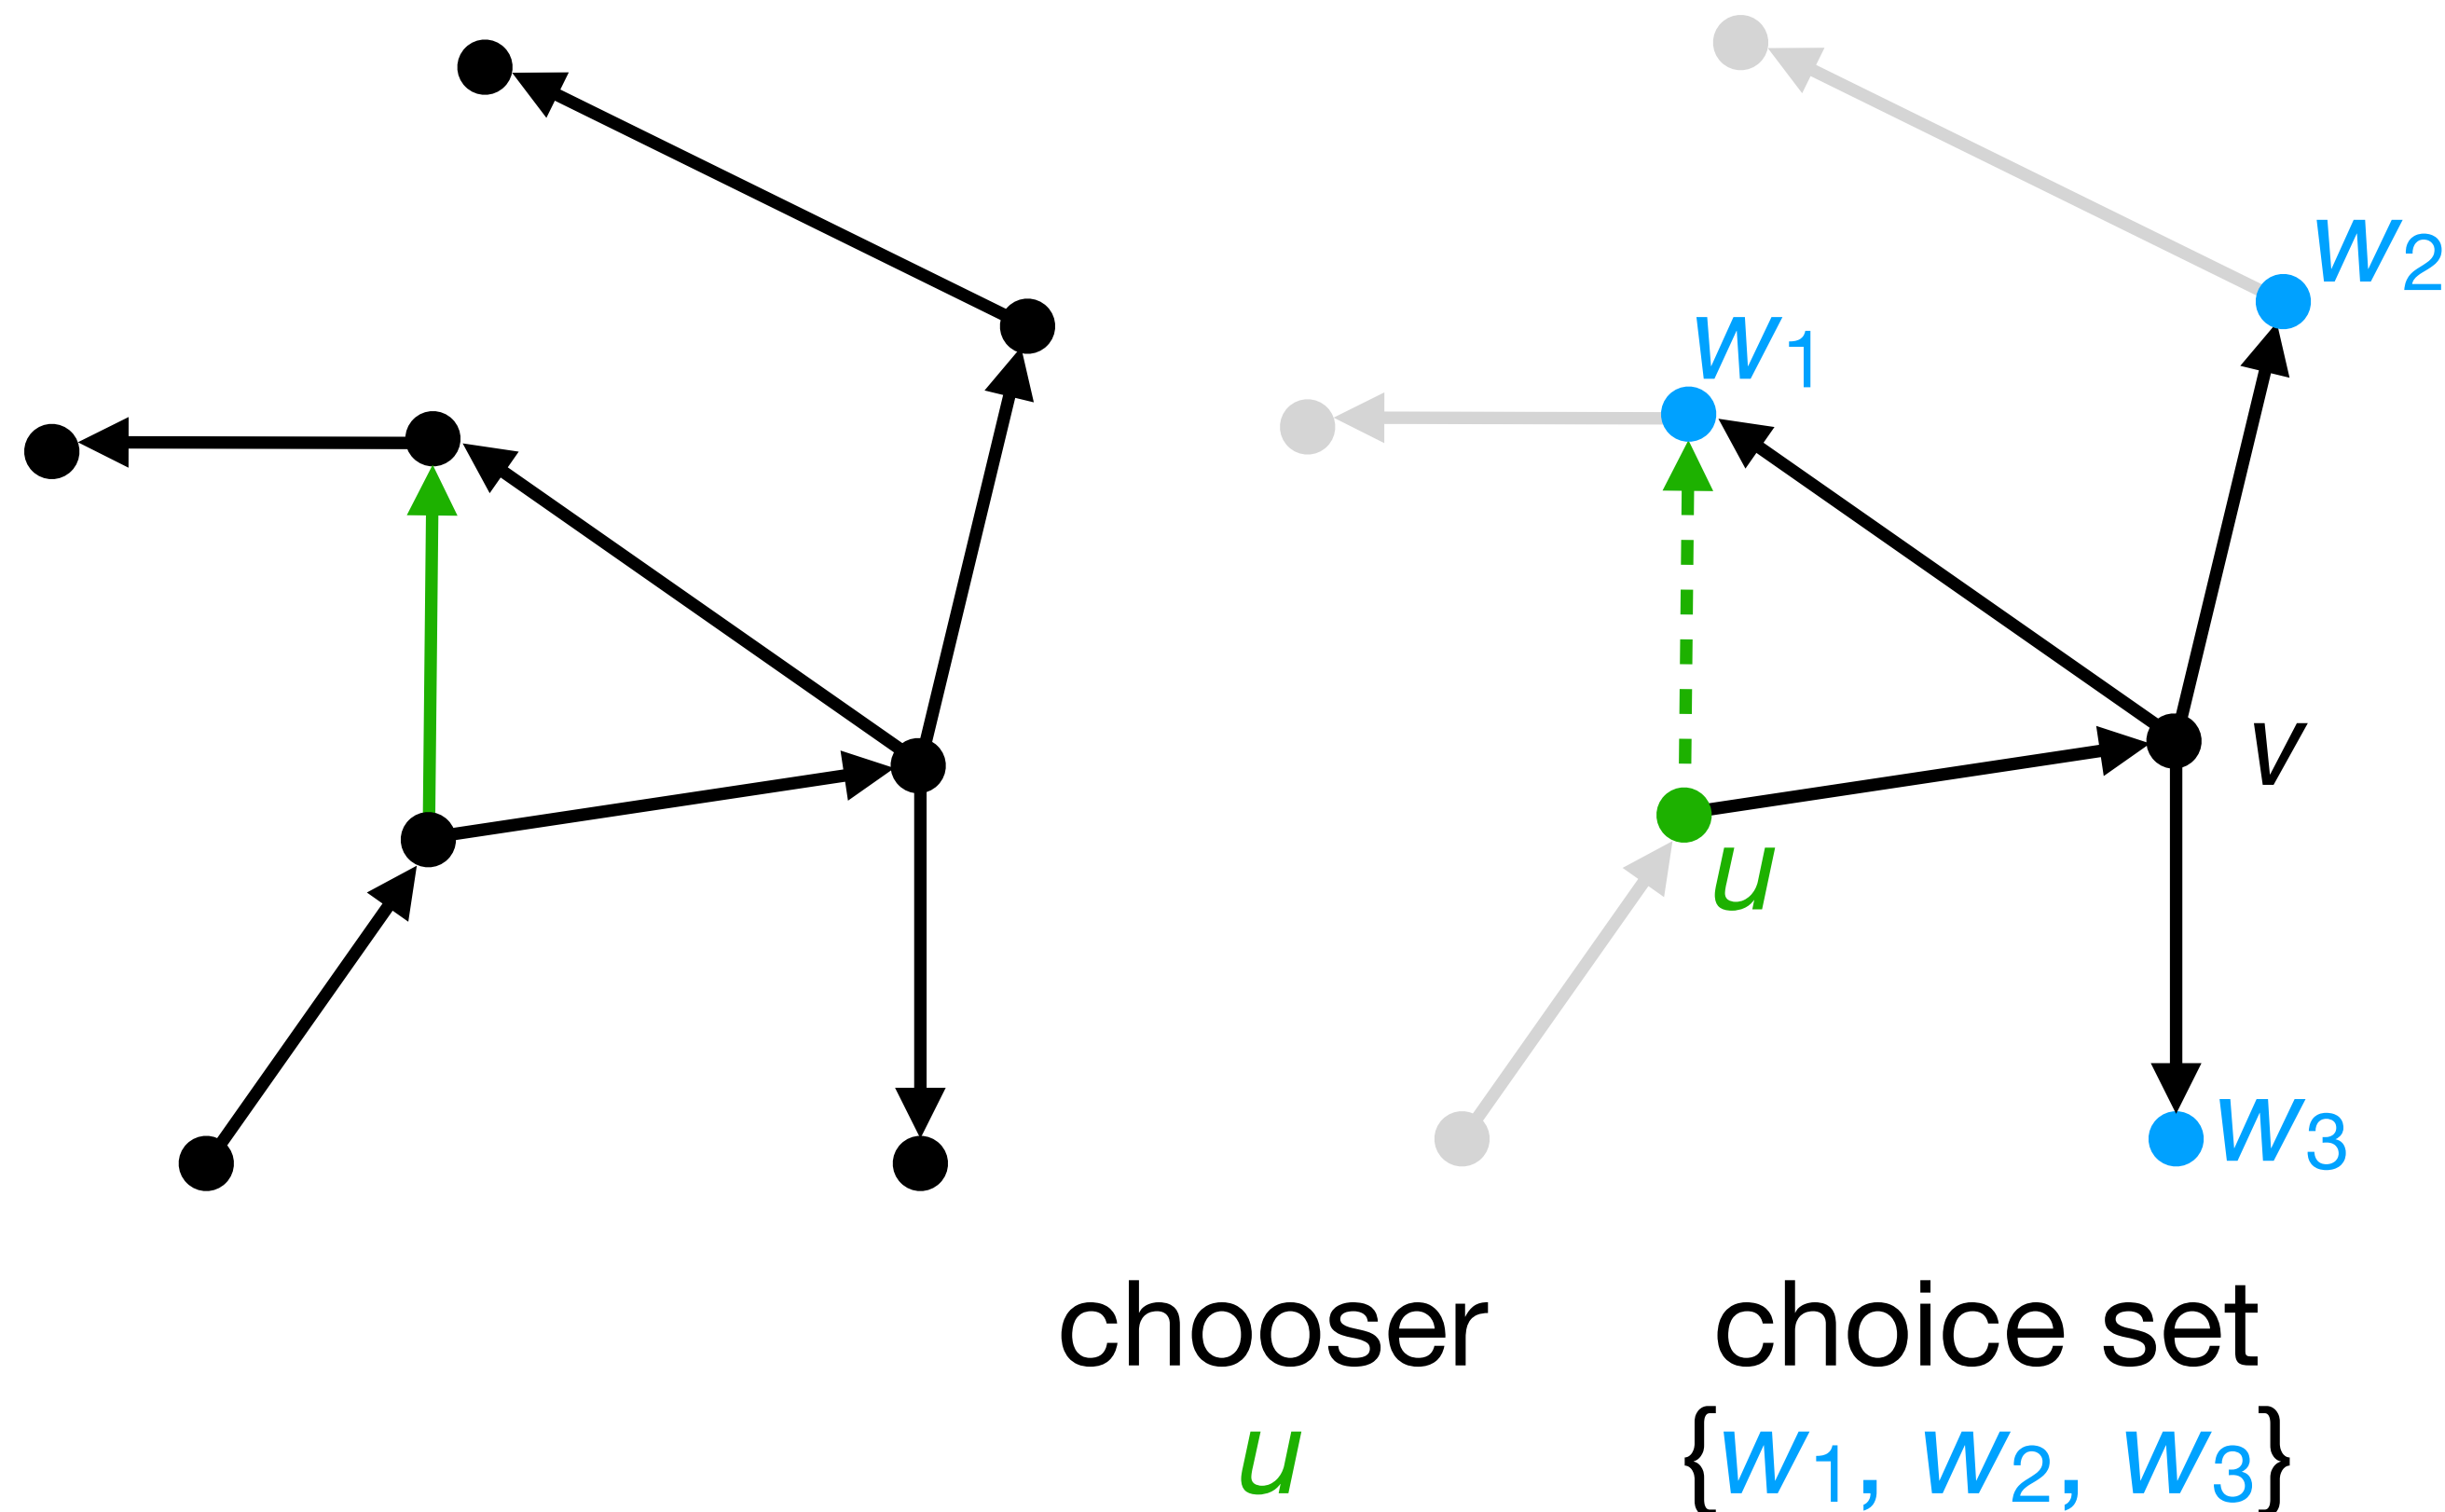 w2
w1
v
u
w3
chooser choice set
u {w1, w2, w3}